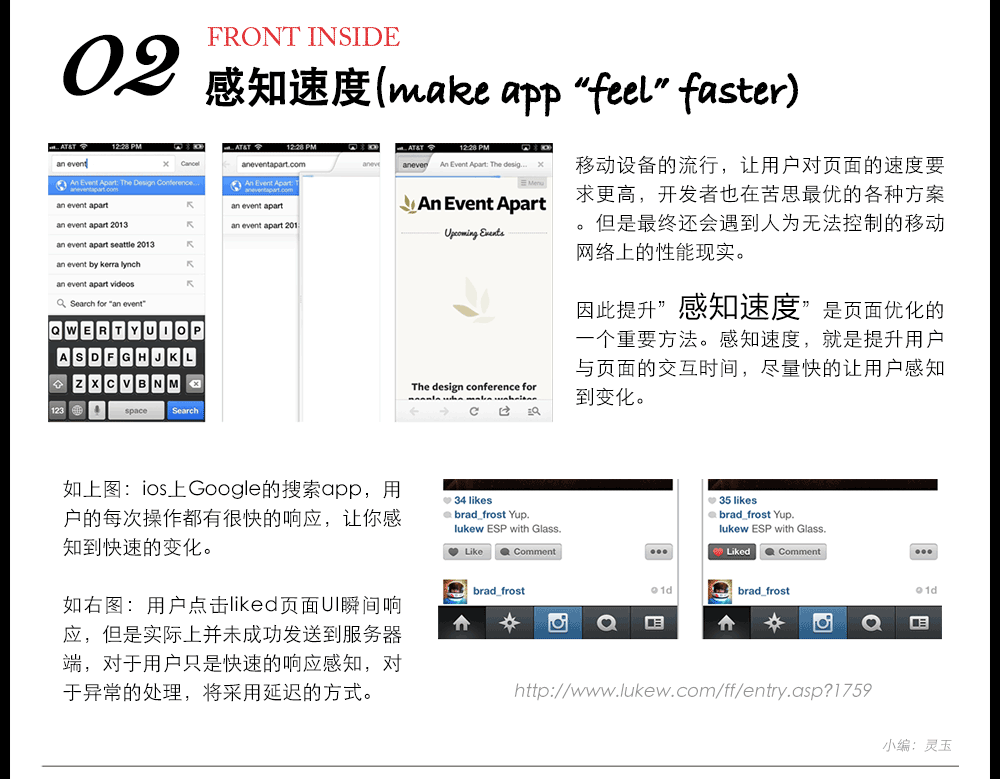 02
FRONT INSIDE
感知速度(make app “feel” faster)
AT&T 12:28 PM
an event Cancel
An Event Apart: The Design Conference...
aneventapart.com
an event apart
an event apart 2013
an event apart seattle 2013
an event by kerra lynch
an event apart videos
Search for "an event"
Q W E R T Y U I O P
A S D F G H J K L
Z X C V B N M
123 space Search
AT&T 12:28 PM
aneventapart.com anev
An Event Apart: T
aneventapart.com
an event apart
an event apart 201
AT&T 12:28 PM
aneven An Event Apart: The desig...
Menu
An Event Apart
Upcoming Events
The design conference for
people who make websites
移动设备的流行，让用户对页面的速度要
求更高，开发者也在苦思最优的各种方案
。但是最终还会遇到人为无法控制的移动
网络上的性能现实。
因此提升”感知速度”是页面优化的
一个重要方法。感知速度，就是提升用户
与页面的交互时间，尽量快的让用户感知
到变化。
如上图：ios上Google的搜索app，用
户的每次操作都有很快的响应，让你感
知到快速的变化。
如右图：用户点击liked页面UI瞬间响
应，但是实际上并未成功发送到服务器
端，对于用户只是快速的响应感知，对
于异常的处理，将采用延迟的方式。
34 likes
brad_frost Yup.
lukew ESP with Glass.
Like Comment
brad_frost 1d
35 likes
brad_frost Yup.
lukew ESP with Glass.
Liked Comment
brad_frost 1d
http://www.lukew.com/ff/entry.asp?1759
小编：灵玉